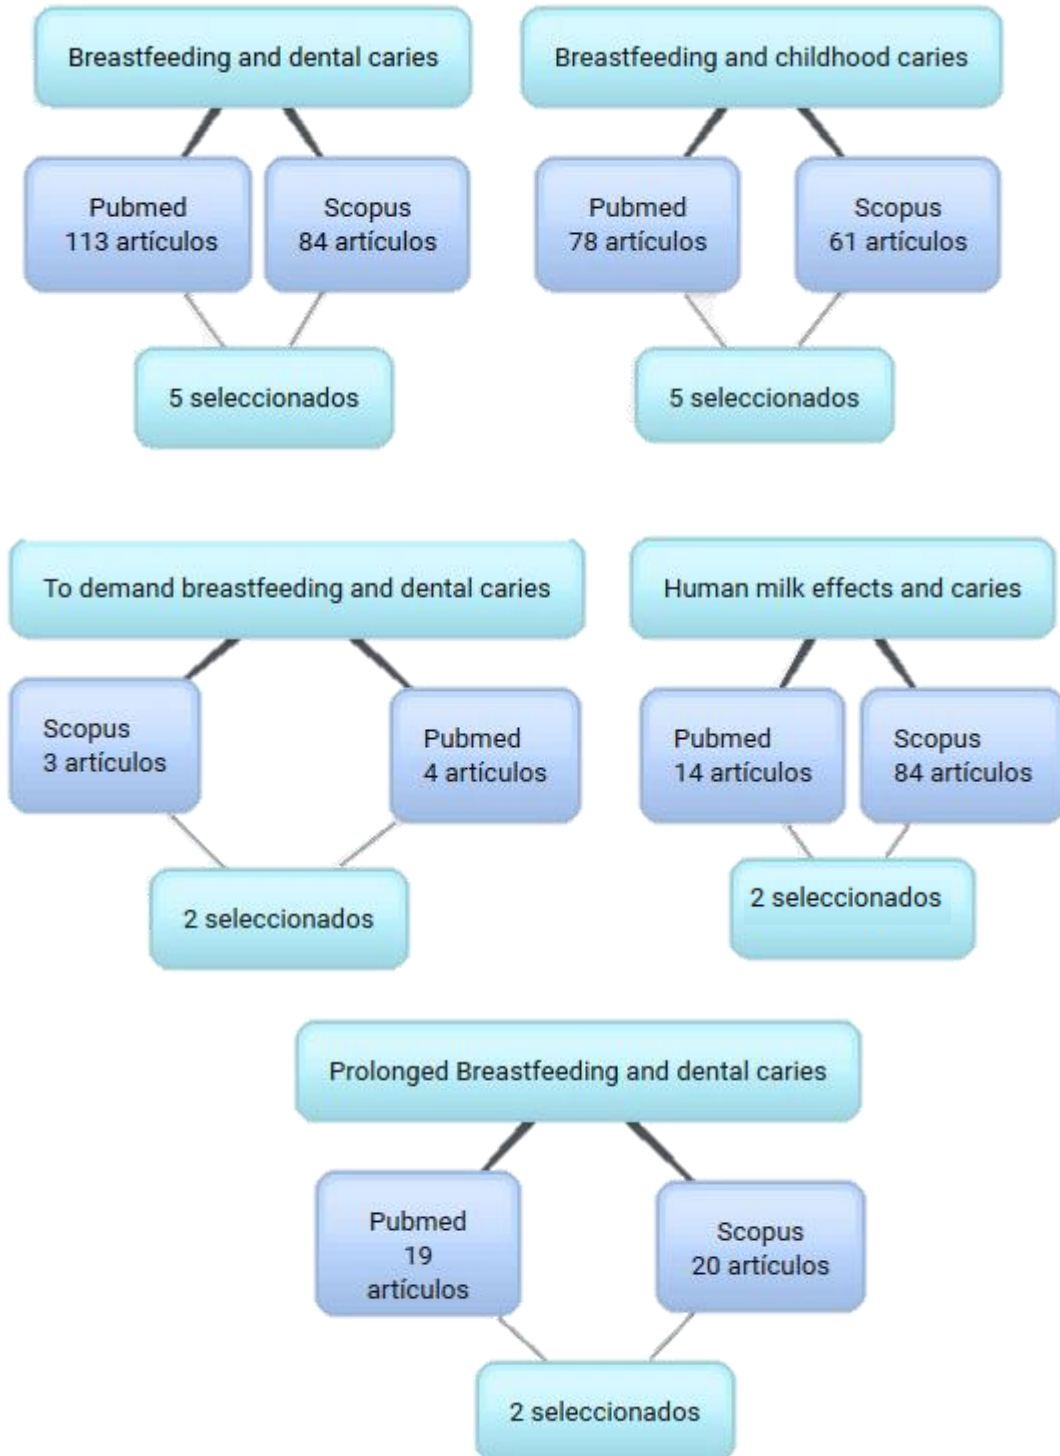 Breastfeeding and dental caries
Pubmed
113 artículos
Scopus
84 artículos
5 seleccionados
Breastfeeding and childhood caries
Pubmed
78 artículos
Scopus
61 artículos
5 seleccionados
To demand breastfeeding and dental caries
Scopus
3 artículos
Pubmed
4 artículos
2 seleccionados
Human milk effects and caries
Pubmed
14 artículos
Scopus
84 artículos
2 seleccionados
Prolonged Breastfeeding and dental caries
Pubmed
19
artículos
Scopus
20 artículos
2 seleccionados